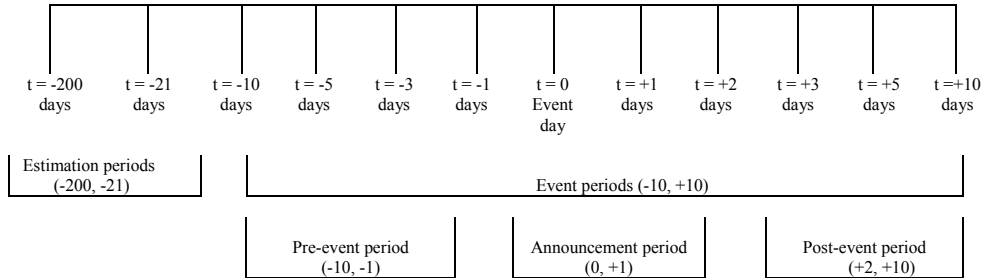 t = -200 t = -21 t = -10 t = -5 t = -3 t = -1 t = 0 t = +1 t = +2 t = +3 t = +5 t =+10
days days days days days days Event days days days days days
day
Estimation periods
(-200, -21)
Event periods (-10, +10)
Pre-event period Announcement period Post-event period
(-10, -1) (0, +1) (+2, +10)